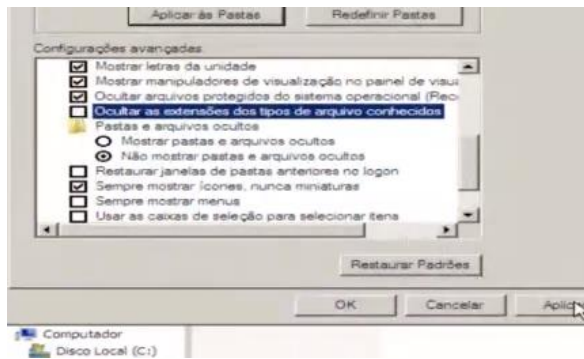 Aplicar às Pastas
Redefinir Pastas
Configurações avançadas
Mostrar letras da unidade
Mostrar manipuladores de visualização no painel de visu
Ocultar arquivos protegidos do sistema operacional (Reco
Ocultar as extensões dos tipos de arquivo conhecidos
Pastas e arquivos ocultos
Mostrar pastas e arquivos ocultos
Não mostrar pastas e arquivos ocultos
Restaurar janelas de pastas anteriores no logon
Sempre mostrar ícones, nunca miniaturas
Sempre mostrar menus
Usar as caixas de seleção para selecionar itens
Restaurar Padrões
OK
Cancelar
Aplic
Computador
Disco Local (C:)